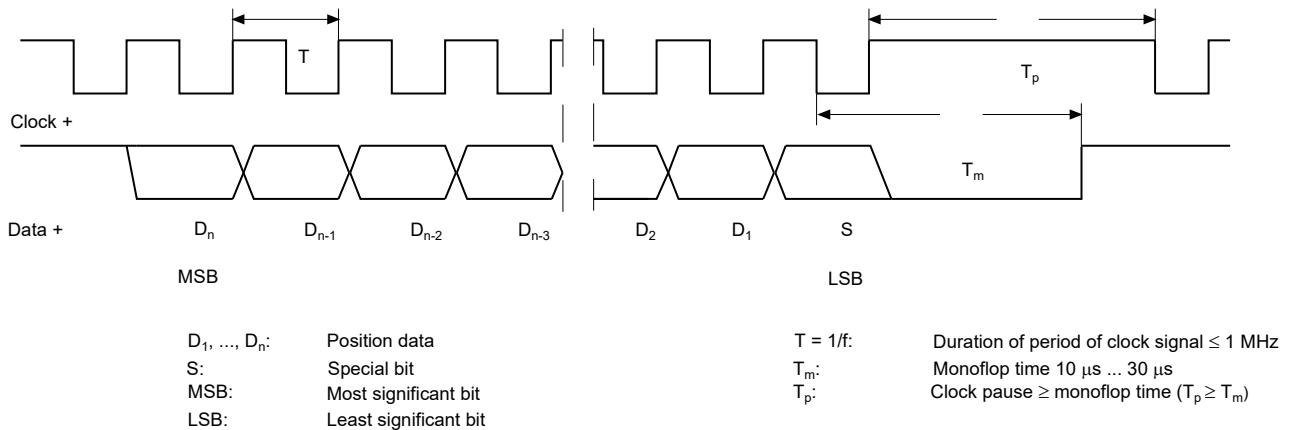 T
T_p
Clock +
T_m
Data +
D_n D_n-1 D_n-2 D_n-3 D_2 D_1 S
MSB LSB
D_1, ..., D_n: Position data
S: Special bit
MSB: Most significant bit
LSB: Least significant bit
T = 1/f: Duration of period of clock signal ≤ 1 MHz
T_m: Monoflop time 10 μs ... 30 μs
T_p: Clock pause ≥ monoflop time (T_p ≥ T_m)